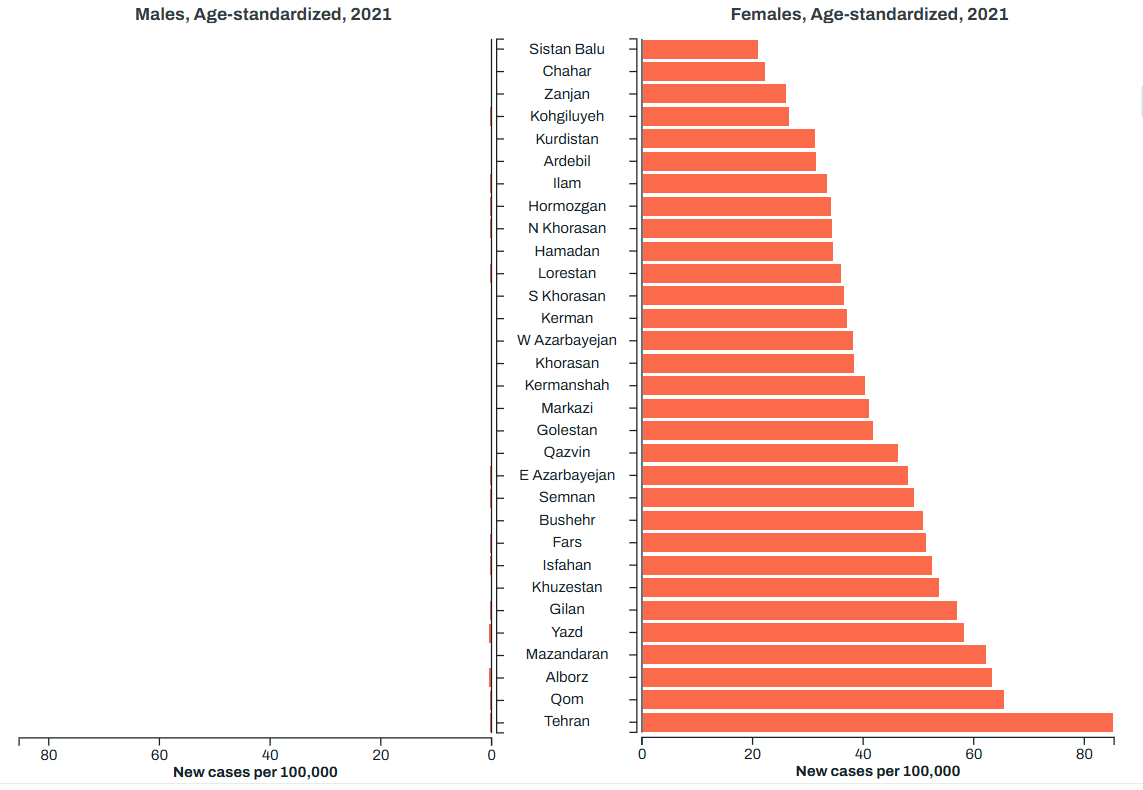 Males, Age-standardized, 2021
Females, Age-standardized, 2021
Sistan Balu
Chahar
Zanjan
Kohgiluyeh
Kurdistan
Ardebil
Ilam
Hormozgan
N Khorasan
Hamadan
Lorestan
S Khorasan
Kerman
W Azarbayejan
Khorasan
Kermanshah
Markazi
Golestan
Qazvin
E Azarbayejan
Semnan
Bushehr
Fars
Isfahan
Khuzestan
Gilan
Yazd
Mazandaran
Alborz
Qom
Tehran
80 60 40 20 0
New cases per 100,000
0 20 40 60 80
New cases per 100,000